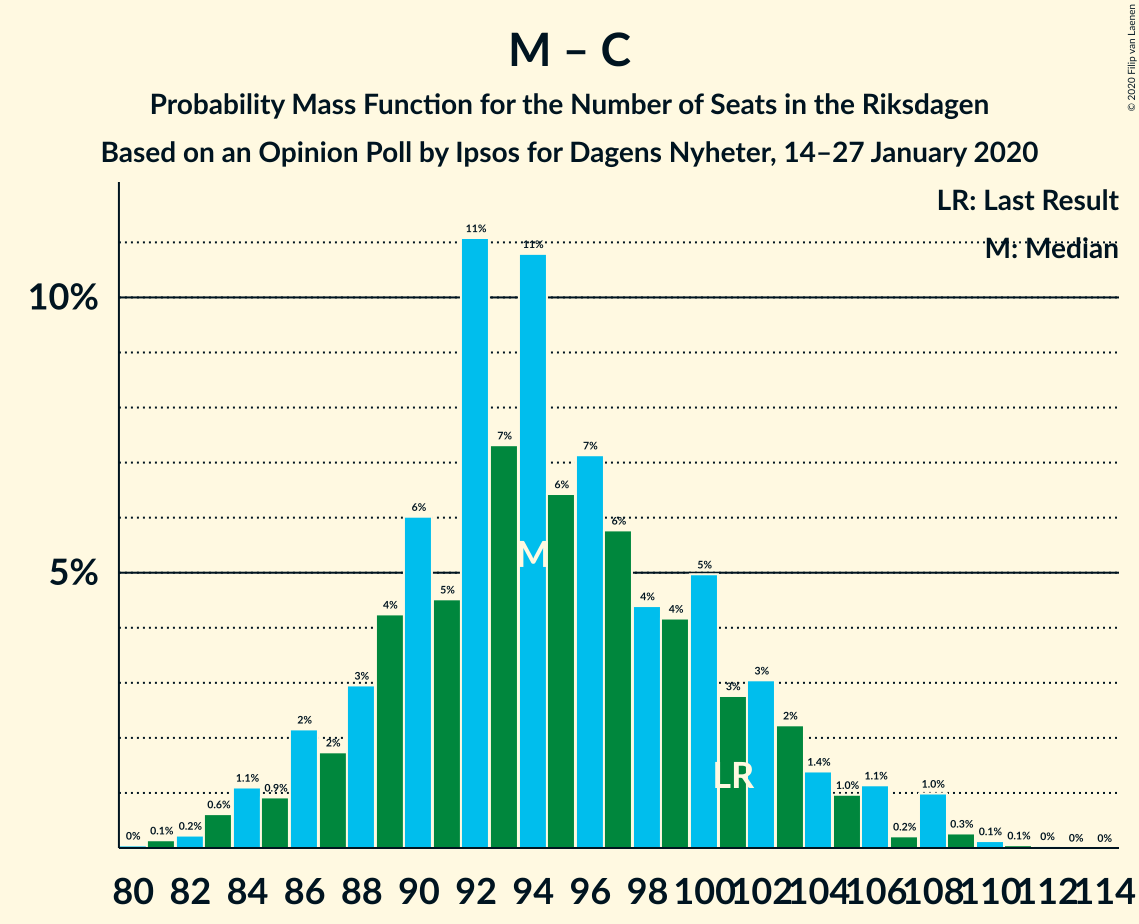 M – C
Probability Mass Function for the Number of Seats in the Riksdagen
Based on an Opinion Poll by Ipsos for Dagens Nyheter, 14–27 January 2020
© 2020 Filip van Laenen
LR: Last Result
M: Median
10%
5%
0% 0.1% 0.2% 0.6% 1.1% 0.9% 2% 2% 3% 4% 6% 5% 11% 7% 11% 6% 7% 6% 4% 4% 5% 3% 3% 2% 1.4% 1.0% 1.1% 0.2% 1.0% 0.3% 0.1% 0.1% 0% 0% 0%
M
LR
80 82 84 86 88 90 92 94 96 98 100 102 104 106 108 110 112 114